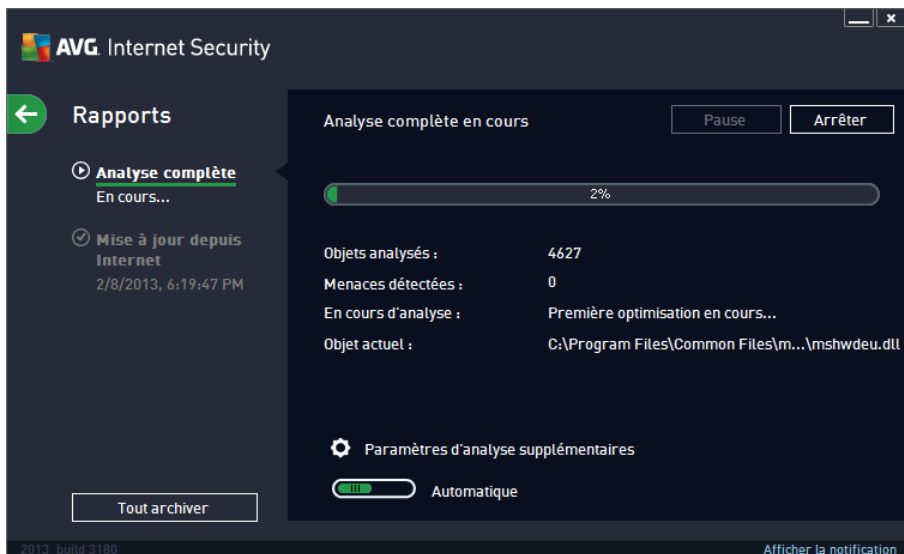 AVG. Internet Security
Rapports
Analyse complète
En cours...
Mise à jour depuis
Internet
2/8/2013, 6:19:47 PM
Tout archiver
Analyse complète en cours
Pause
Arrêter
2%
Objets analysés : 4627
Menaces détectées : 0
En cours d'analyse : Première optimisation en cours...
Objet actuel : C:\Program Files\Common Files\m...\mshwdeu.dll
Paramètres d'analyse supplémentaires
Automatique
2013 build 3180
Afficher la notification